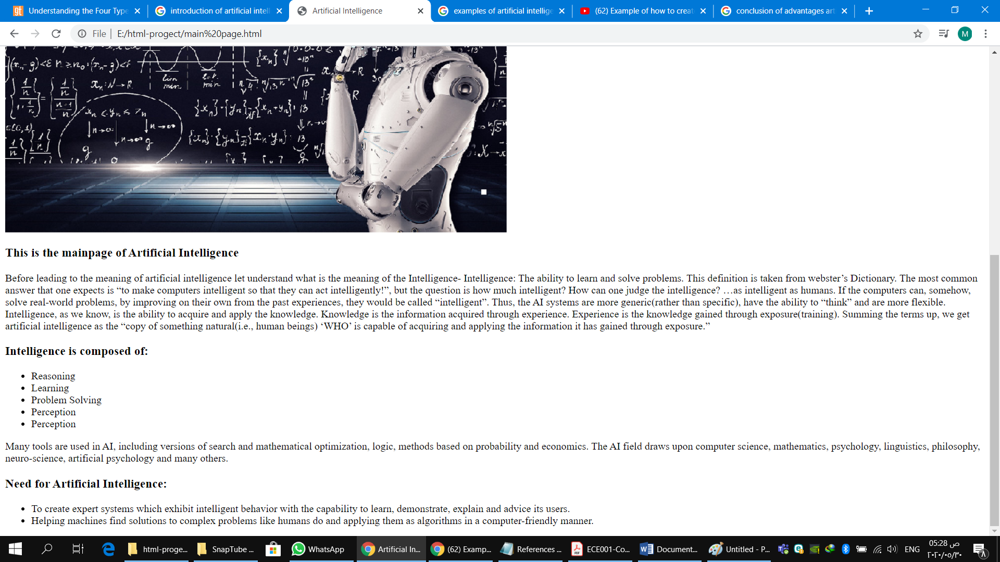 Understanding the Four Type
introduction of artificial intell
Artificial Intelligence
examples of artificial intellige
(62) Example of how to creat
conclusion of advantages art
File | E:/html-progect/main%20page.html
M
This is the mainpage of Artificial Intelligence
Before leading to the meaning of artificial intelligence let understand what is the meaning of the Intelligence- Intelligence: The ability to learn and solve problems. This definition is taken from webster’s Dictionary. The most common
answer that one expects is “to make computers intelligent so that they can act intelligently!”, but the question is how much intelligent? How can one judge the intelligence? …as intelligent as humans. If the computers can, somehow,
solve real-world problems, by improving on their own from the past experiences, they would be called “intelligent”. Thus, the AI systems are more generic(rather than specific), have the ability to “think” and are more flexible.
Intelligence, as we know, is the ability to acquire and apply the knowledge. Knowledge is the information acquired through experience. Experience is the knowledge gained through exposure(training). Summing the terms up, we get
artificial intelligence as the “copy of something natural(i.e., human beings) ‘WHO’ is capable of acquiring and applying the information it has gained through exposure.”
Intelligence is composed of:
• Reasoning
• Learning
• Problem Solving
• Perception
• Perception
Many tools are used in AI, including versions of search and mathematical optimization, logic, methods based on probability and economics. The AI field draws upon computer science, mathematics, psychology, linguistics, philosophy,
neuro-science, artificial psychology and many others.
Need for Artificial Intelligence:
• To create expert systems which exhibit intelligent behavior with the capability to learn, demonstrate, explain and advice its users.
• Helping machines find solutions to complex problems like humans do and applying them as algorithms in a computer-friendly manner.
html-proge...
SnapTube ...
WhatsApp
Artificial In...
(62) Examp...
References ...
ECE001-Co...
Document...
Untitled - P...
ENG
05:28 ص
٢٠٢٠/٠٥/٣٠
٨